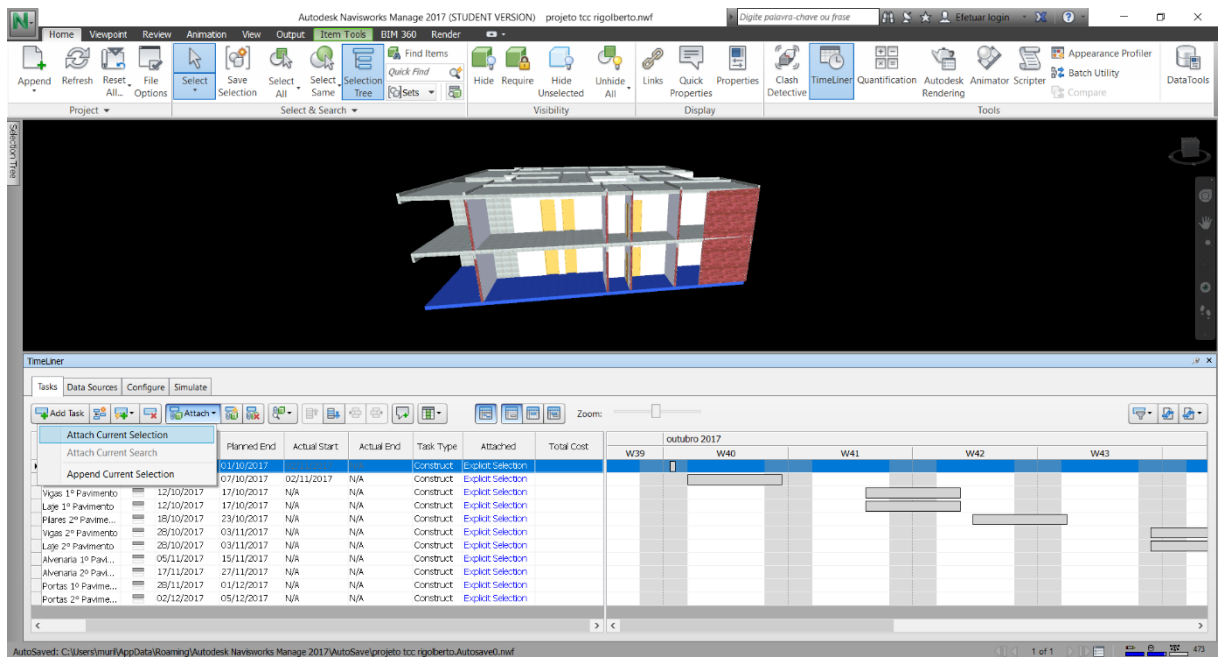 Autodesk Navisworks Manage 2017 (STUDENT VERSION) projeto tcc rigolberto.nwf
Digite palavra-chave ou frase
Efetuar login
Home Viewpoint Review Animation View Output Item Tools BIM 360 Render
Append Refresh Reset All... File Options
Select Save Selection Select All Select Same Selection Tree
Find Items
Quick Find
Sets
Hide Require Hide Unselected Unhide All
Links Quick Properties Properties
Clash Detective TimeLiner Quantification Autodesk Rendering Animator Scripter
Appearance Profiler
Batch Utility
Compare
DataTools
Project Select & Search Visibility Display Tools
Selection Tree
TimeLiner
Tasks Data Sources Configure Simulate
Add Task Attach Zoom:
Attach Current Selection
Attach Current Search
Append Current Selection
Planned End Actual Start Actual End Task Type Attached Total Cost
outubro 2017
W39 W40 W41 W42 W43
01/10/2017 Construct Explicit Selection
07/10/2017 02/11/2017 N/A Construct Explicit Selection
Vigas 1º Pavimento 12/10/2017 17/10/2017 N/A N/A Construct Explicit Selection
Laje 1º Pavimento 12/10/2017 17/10/2017 N/A N/A Construct Explicit Selection
Pilares 2º Pavime... 18/10/2017 23/10/2017 N/A N/A Construct Explicit Selection
Vigas 2º Pavimento 28/10/2017 03/11/2017 N/A N/A Construct Explicit Selection
Laje 2º Pavimento 28/10/2017 03/11/2017 N/A N/A Construct Explicit Selection
Alvenaria 1º Pavi... 05/11/2017 15/11/2017 N/A N/A Construct Explicit Selection
Alvenaria 2º Pavi... 17/11/2017 27/11/2017 N/A N/A Construct Explicit Selection
Portas 1º Pavime... 28/11/2017 01/12/2017 N/A N/A Construct Explicit Selection
Portas 2º Pavime... 02/12/2017 05/12/2017 N/A N/A Construct Explicit Selection
AutoSaved: C:\Users\muril\AppData\Roaming\Autodesk Navisworks Manage 2017\AutoSave\projeto tcc rigolberto.Autosave0.nwf
1 of 1
473